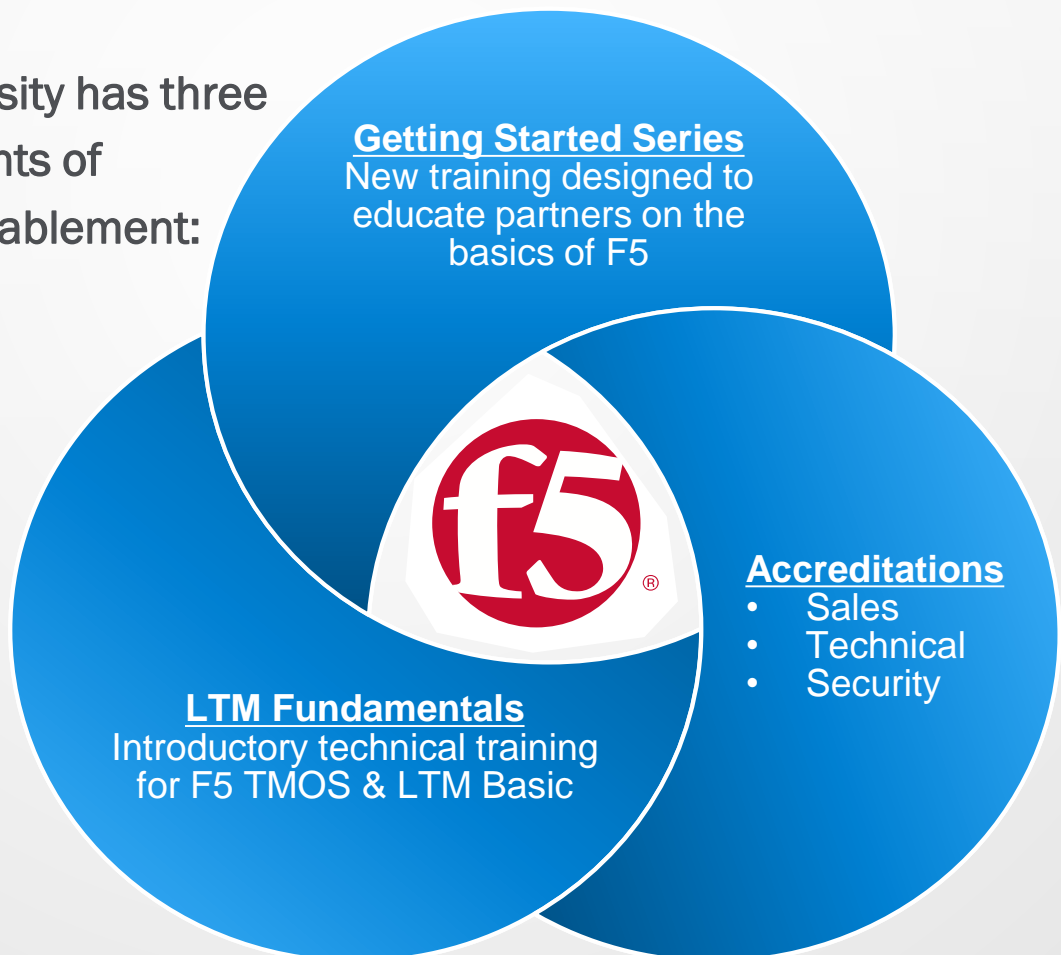 sity has three
nts of
ablement:
Getting Started Series
New training designed to
educate partners on the
basics of F5
f5
®
Accreditations
• Sales
• Technical
• Security
LTM Fundamentals
Introductory technical training
for F5 TMOS & LTM Basic